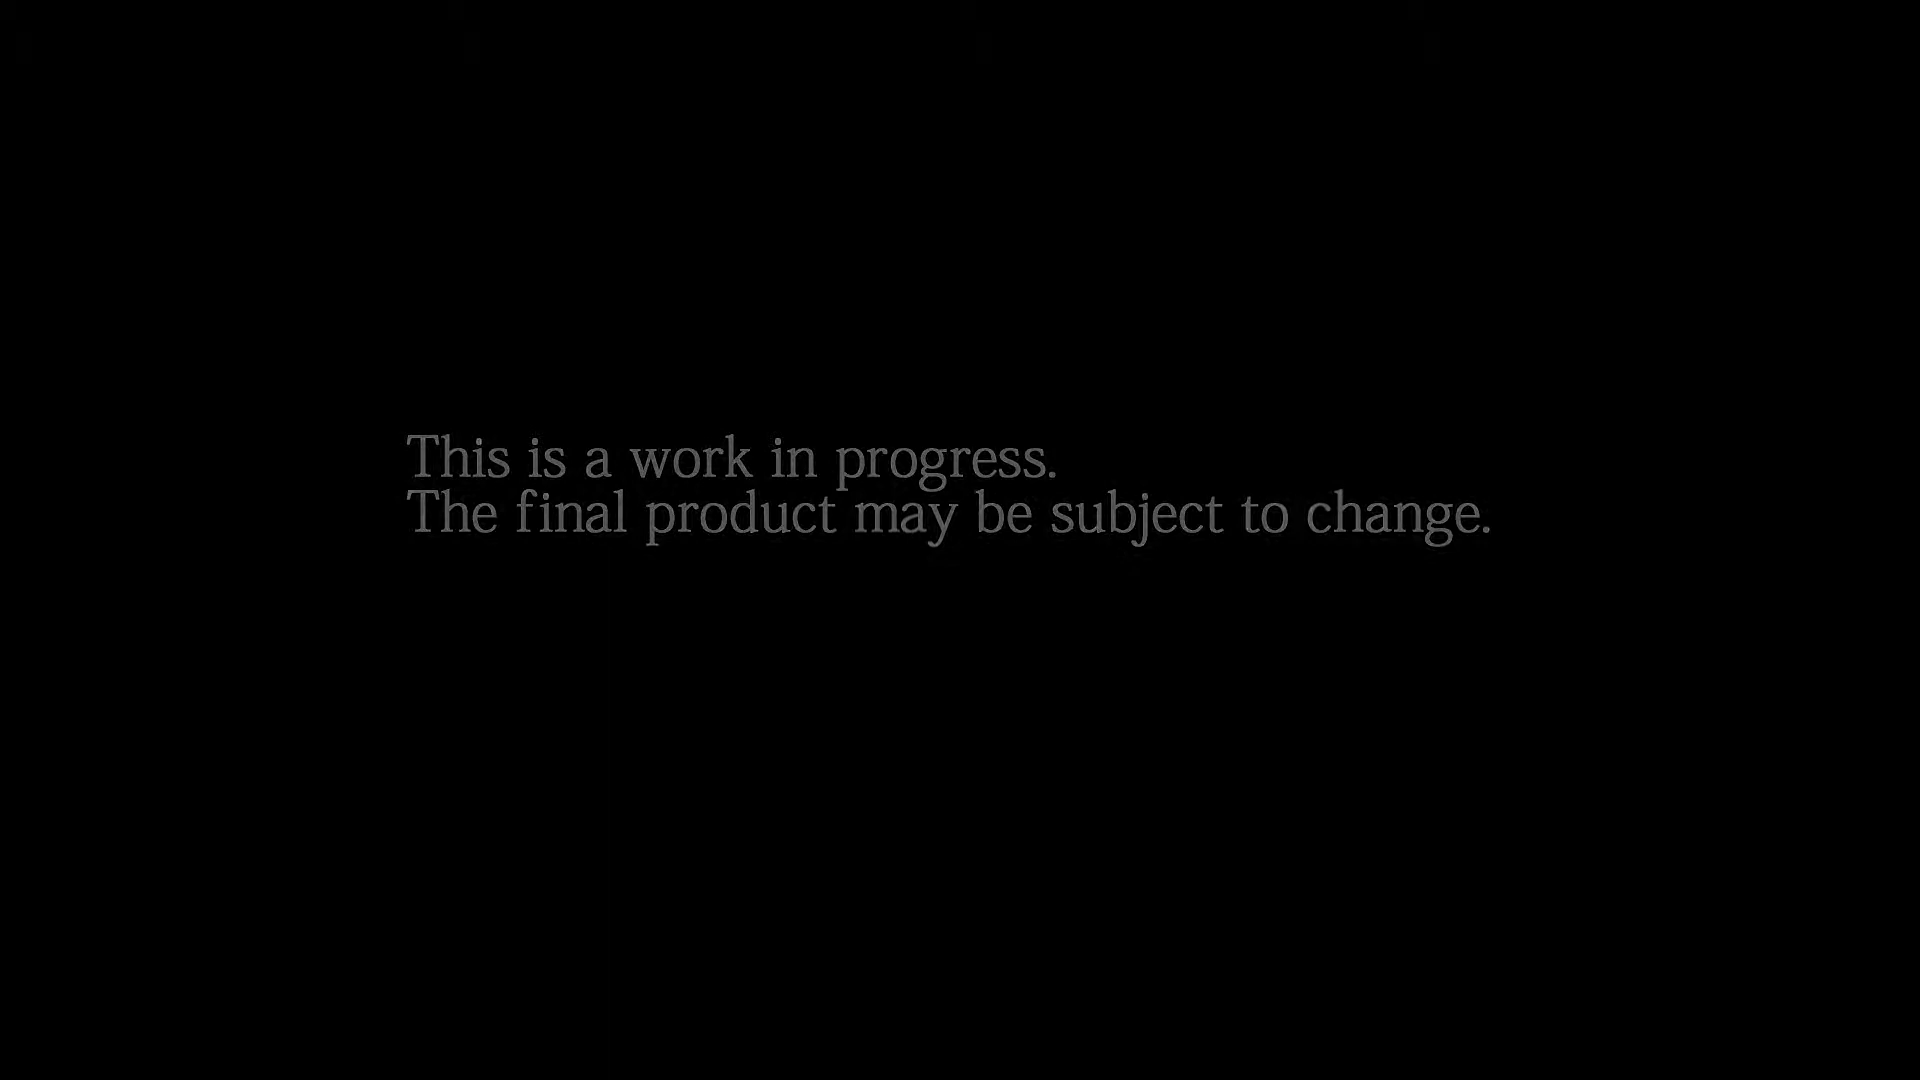 This is a work in progress.
The final product may be subject to change.